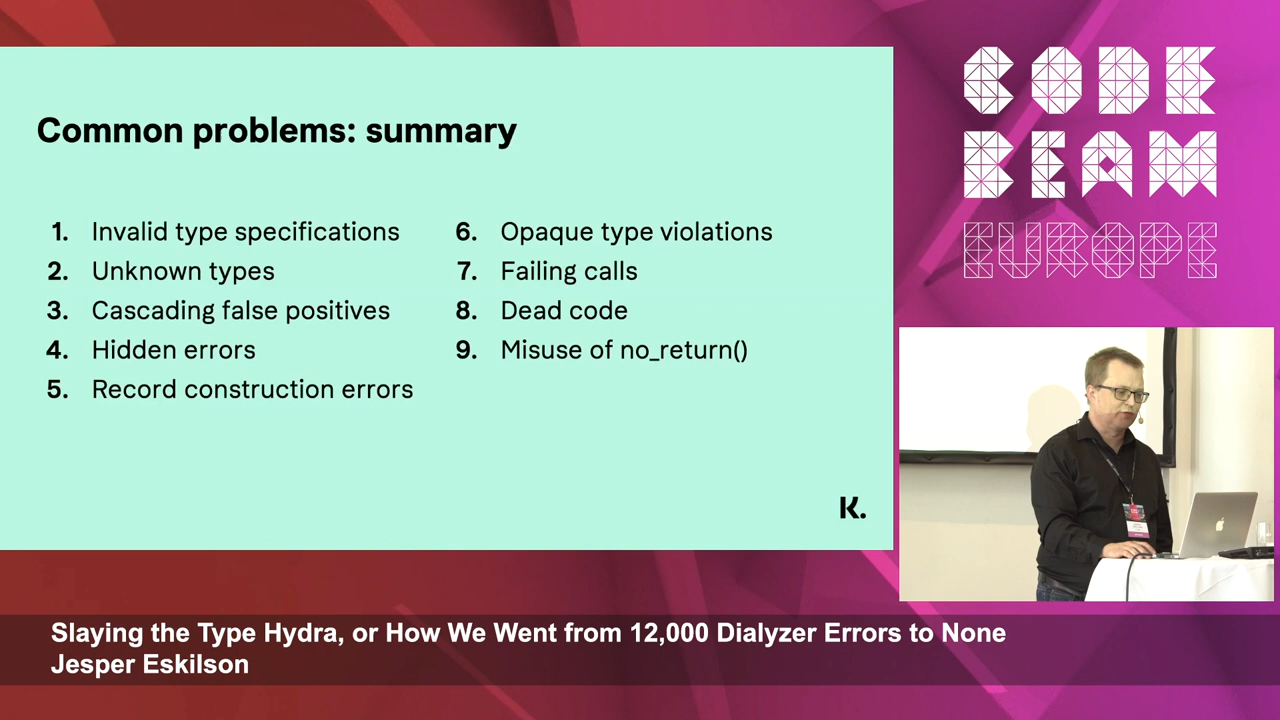 Common problems: summary
1. Invalid type specifications
2. Unknown types
3. Cascading false positives
4. Hidden errors
5. Record construction errors
6. Opaque type violations
7. Failing calls
8. Dead code
9. Misuse of no_return()
K.
CODE
BEAM
EUROPE
Slaying the Type Hydra, or How We Went from 12,000 Dialyzer Errors to None
Jesper Eskilson